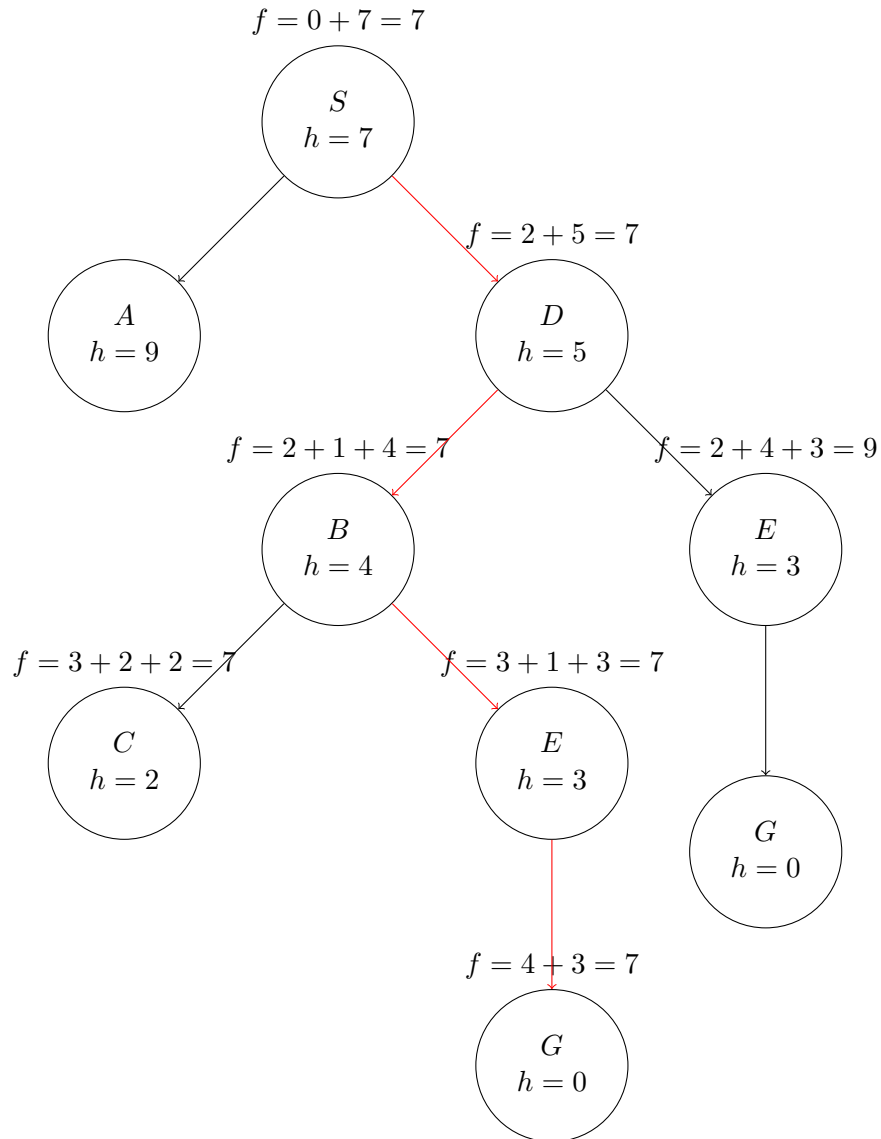 f = 0 + 7 = 7
S
h = 7
f = 2 + 5 = 7
A
h = 9
D
h = 5
f = 2 + 1 + 4 = 7
f = 2 + 4 + 3 = 9
B
h = 4
E
h = 3
f = 3 + 2 + 2 = 7
f = 3 + 1 + 3 = 7
C
h = 2
E
h = 3
G
h = 0
f = 4 + 3 = 7
G
h = 0